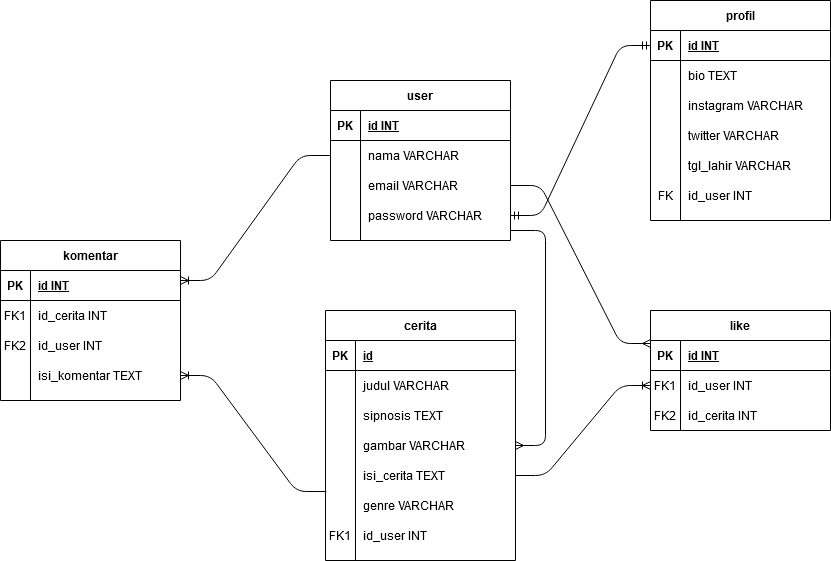 profil
PK id INT
bio TEXT
instagram VARCHAR
twitter VARCHAR
tgl_lahir VARCHAR
FK id_user INT
user
PK id INT
nama VARCHAR
email VARCHAR
password VARCHAR
komentar
PK id INT
FK1 id_cerita INT
FK2 id_user INT
isi_komentar TEXT
cerita
PK id
judul VARCHAR
sipnosis TEXT
gambar VARCHAR
isi_cerita TEXT
genre VARCHAR
FK1 id_user INT
like
PK id INT
FK1 id_user INT
FK2 id_cerita INT